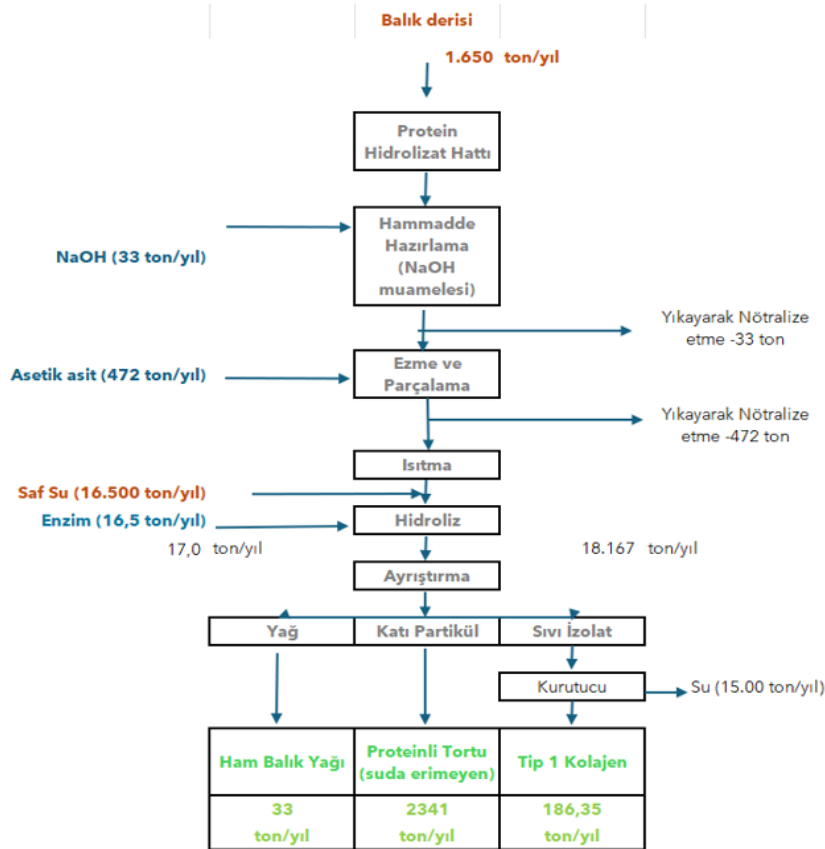 Balık derisi
1.650 ton/yıl
Protein
Hidrolizat Hattı
Hammadde
Hazırlama
(NaOH
muamelesi)
NaOH (33 ton/yıl)
Yıkayarak Nötralize
etme -33 ton
Ezme ve
Parçalama
Asetik asit (472 ton/yıl)
Yıkayarak Nötralize
etme -472 ton
Isıtma
Saf Su (16.500 ton/yıl)
Enzim (16,5 ton/yıl)
Hidroliz
17,0 ton/yıl
18.167 ton/yıl
Ayrıştırma
Yağ
Katı Partikül
Sıvı İzolat
Kurutucu
Su (15.00 ton/yıl)
Ham Balık Yağı
Proteinli Tortu
(suda erimeyen)
Tip 1 Kolajen
33
ton/yıl
2341
ton/yıl
186,35
ton/yıl